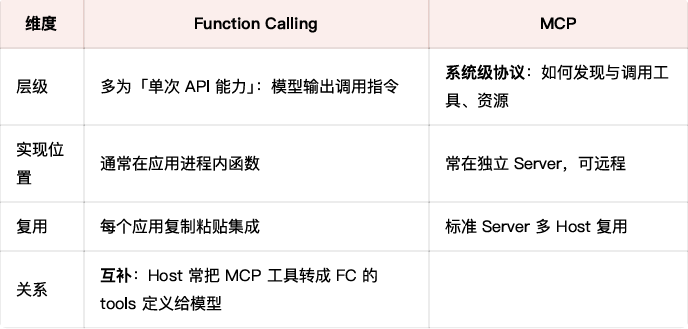 维度 Function Calling MCP
层级 多为「单次 API 能力」：模型输出调用指令 系统级协议：如何发现与调用工
具、资源
实现位
置 通常在应用进程内函数 常在独立 Server，可远程
复用 每个应用复制粘贴集成 标准 Server 多 Host 复用
关系 互补：Host 常把 MCP 工具转成 FC 的
tools 定义给模型